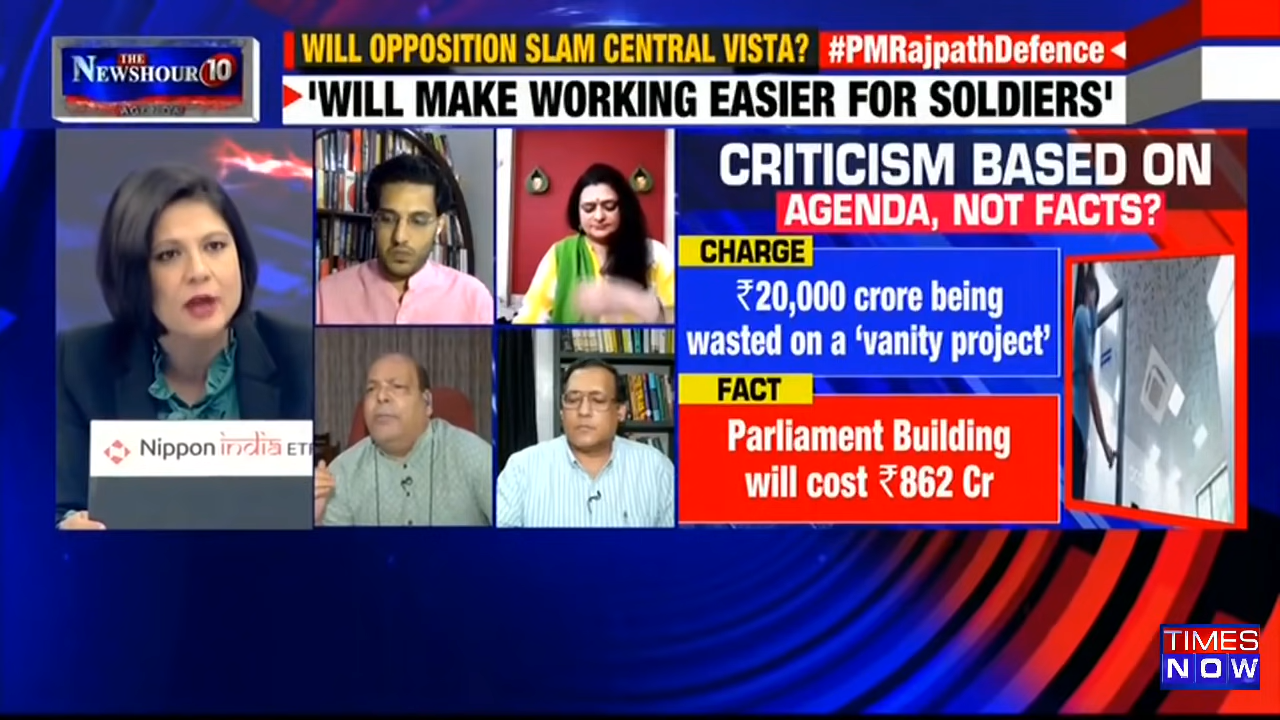 THE
NEWSHOUR 10
AGENDA
WILL OPPOSITION SLAM CENTRAL VISTA?
#PMRajpathDefence
'WILL MAKE WORKING EASIER FOR SOLDIERS'
CRITICISM BASED ON
AGENDA, NOT FACTS?
CHARGE
₹20,000 crore being
wasted on a 'vanity project'
FACT
Parliament Building
will cost ₹862 Cr
Nippon india ETF
TIMES
NOW